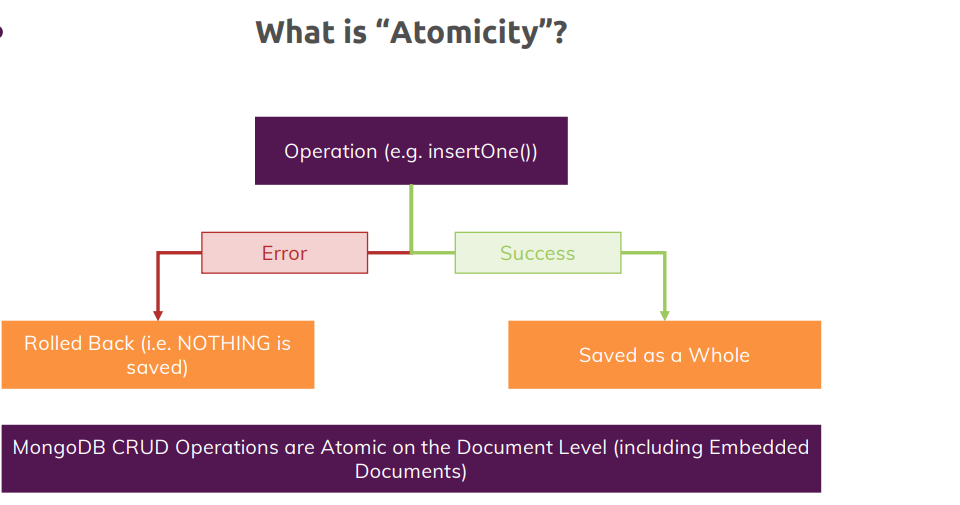 What is “Atomicity”?
Operation (e.g. insertOne())
Error
Success
Rolled Back (i.e. NOTHING is
saved)
Saved as a Whole
MongoDB CRUD Operations are Atomic on the Document Level (including Embedded
Documents)